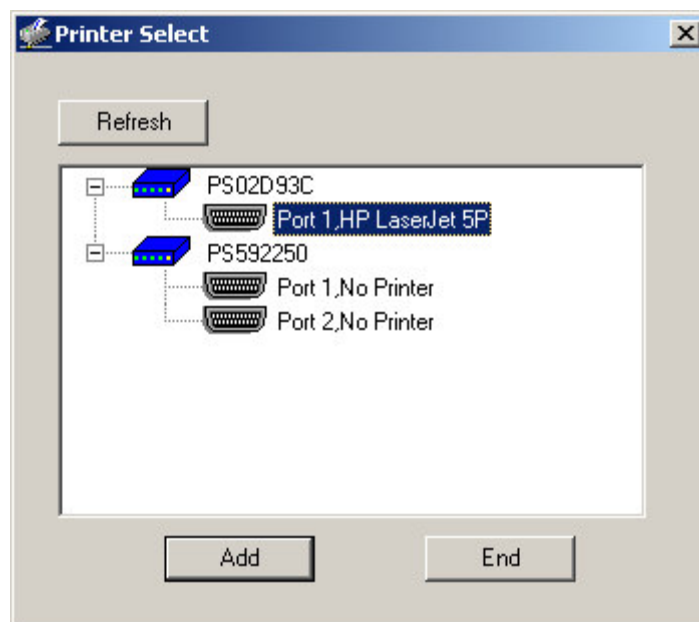 Printer Select
Refresh
PS02D93C
Port 1,HP LaserJet 5P
PS592250
Port 1,No Printer
Port 2,No Printer
Add End